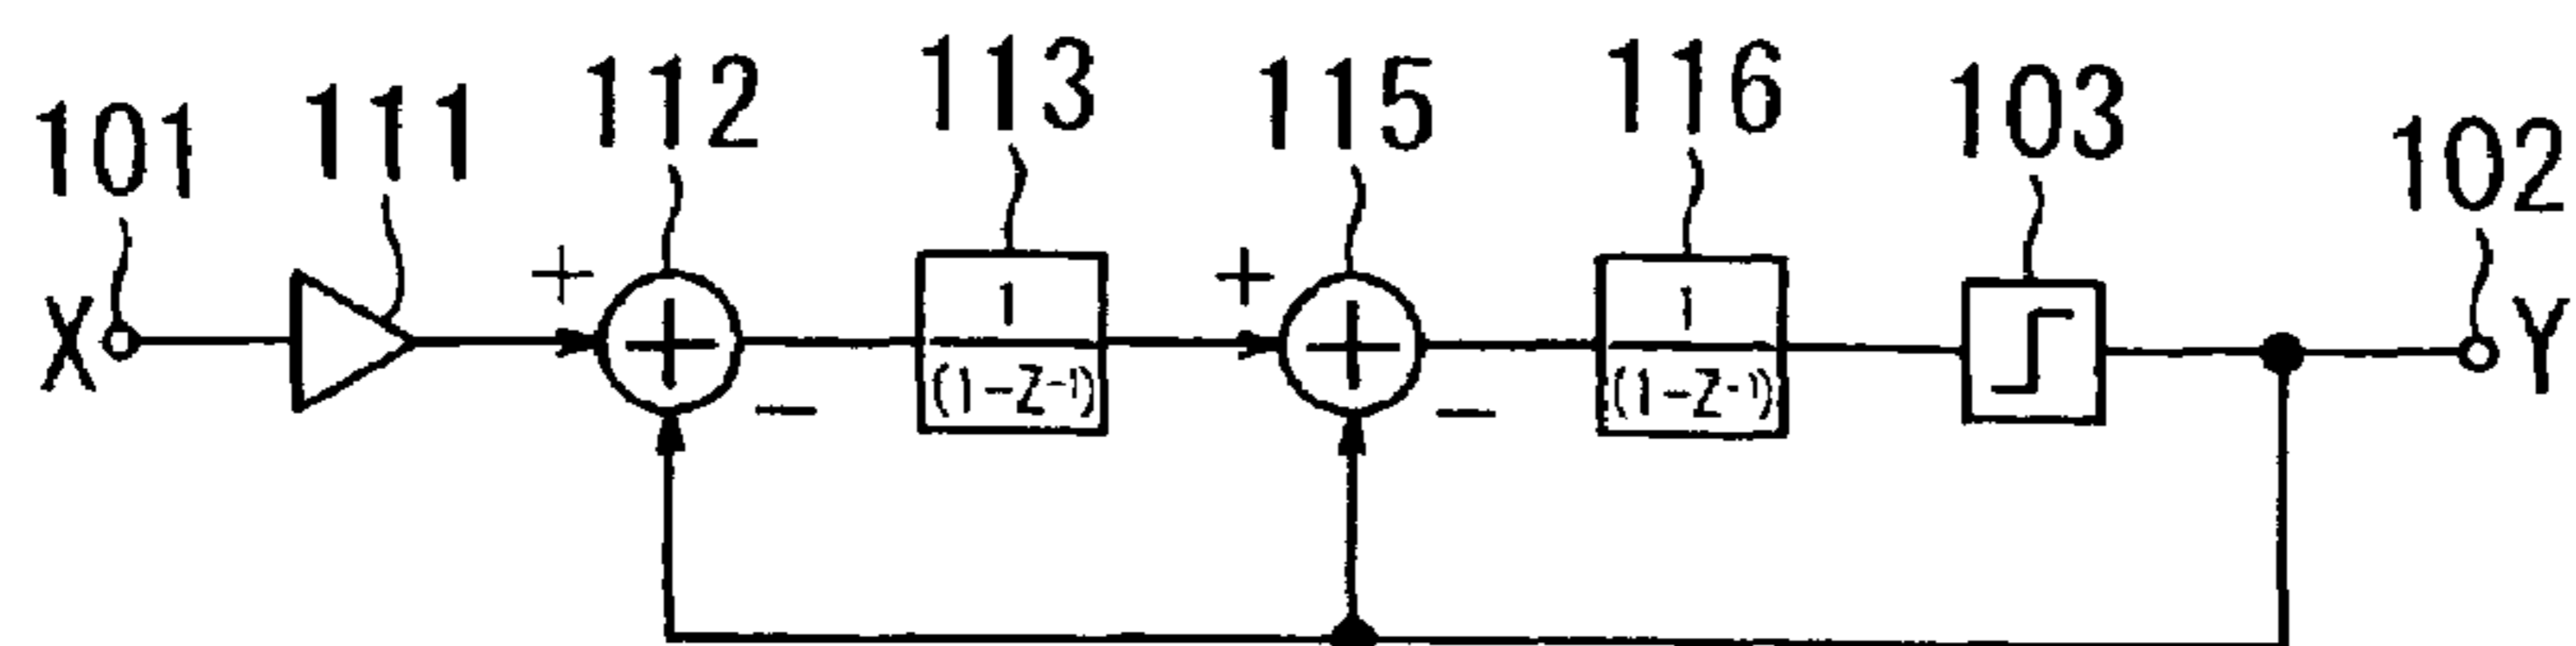 101 111 112 113 115 116 103 102
X + + - 1/(1-Z⁻¹) + + - 1/(1-Z⁻¹) Y